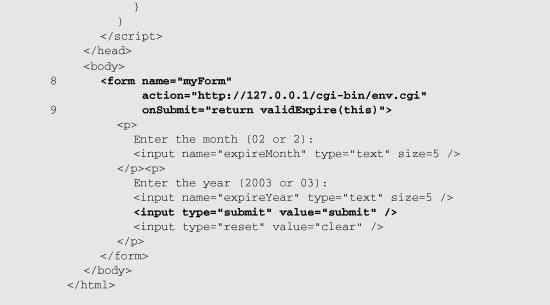 }
}
</script>
</head>
<body>
8 <form name="myForm"
action="http://127.0.0.1/cgi-bin/env.cgi"
9 onSubmit="return validExpire(this)">
<p>
Enter the month (02 or 2):
<input name="expireMonth" type="text" size=5 />
</p><p>
Enter the year (2003 or 03):
<input name="expireYear" type="text" size=5 />
<input type="submit" value="submit" />
<input type="reset" value="clear" />
</p>
</form>
</body>
</html>